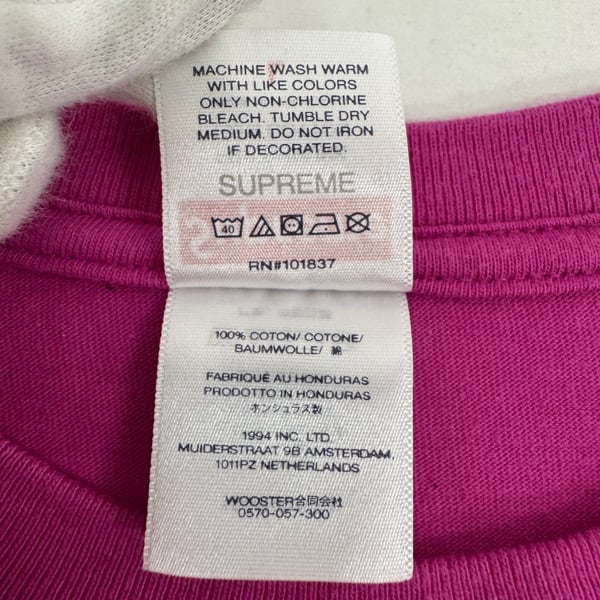 MACHINE WASH WARM
WITH LIKE COLORS
ONLY NON-CHLORINE
BLEACH. TUMBLE DRY
MEDIUM. DO NOT IRON
IF DECORATED.
SUPREME
40
RN#101837
100% COTON/ COTONE/
BAUMWOLLE/ 綿
FABRIQUÉ AU HONDURAS
PRODOTTO IN HONDURAS
ホンジュラス製
1994 INC. LTD.
MUIDERSTRAAT 9B AMSTERDAM,
1011PZ NETHERLANDS
WOOSTER合同会社
0570-057-300